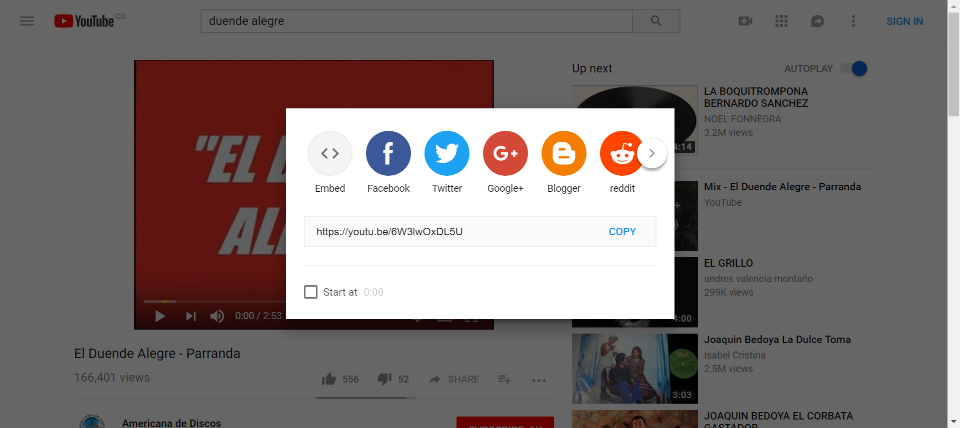 YouTube CO
duende alegre
SIGN IN
Up next
AUTOPLAY
"EL D
AL
0:00 / 2:53
Embed
Facebook
Twitter
Google+
Blogger
reddit
https://youtu.be/6W3lwOxDL5U
COPY
Start at 0:00
El Duende Alegre - Parranda
166,401 views
556
52
SHARE
Americana de Discos
LA BOQUITROMPONA
BERNARDO SANCHEZ
NOEL FONNEGRA
3.2M views
4:14
Mix - El Duende Alegre - Parranda
YouTube
EL GRILLO
andres valencia montaño
299K views
4:00
Joaquin Bedoya La Dulce Toma
Isabel Cristina
2.5M views
3:03
JOAQUIN BEDOYA EL CORBATA
GASTADOR